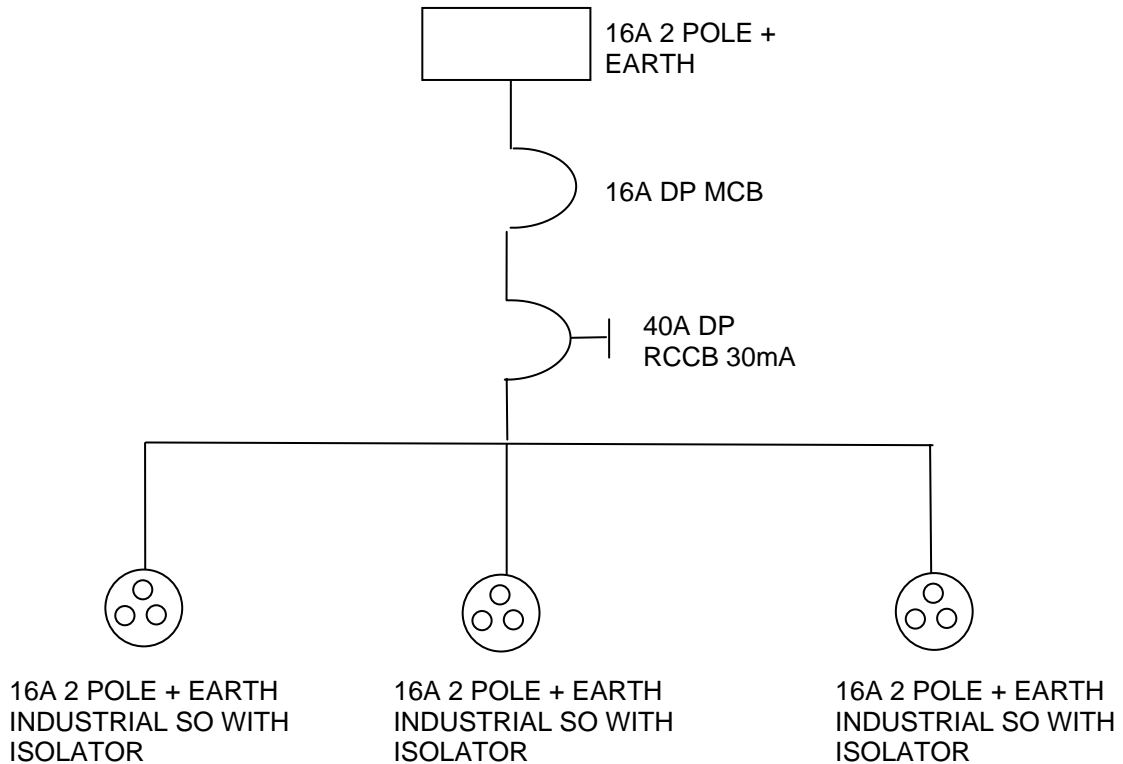 16A 2 POLE +
EARTH
16A DP MCB
40A DP
RCCB 30mA
16A 2 POLE + EARTH
INDUSTRIAL SO WITH
ISOLATOR
16A 2 POLE + EARTH
INDUSTRIAL SO WITH
ISOLATOR
16A 2 POLE + EARTH
INDUSTRIAL SO WITH
ISOLATOR